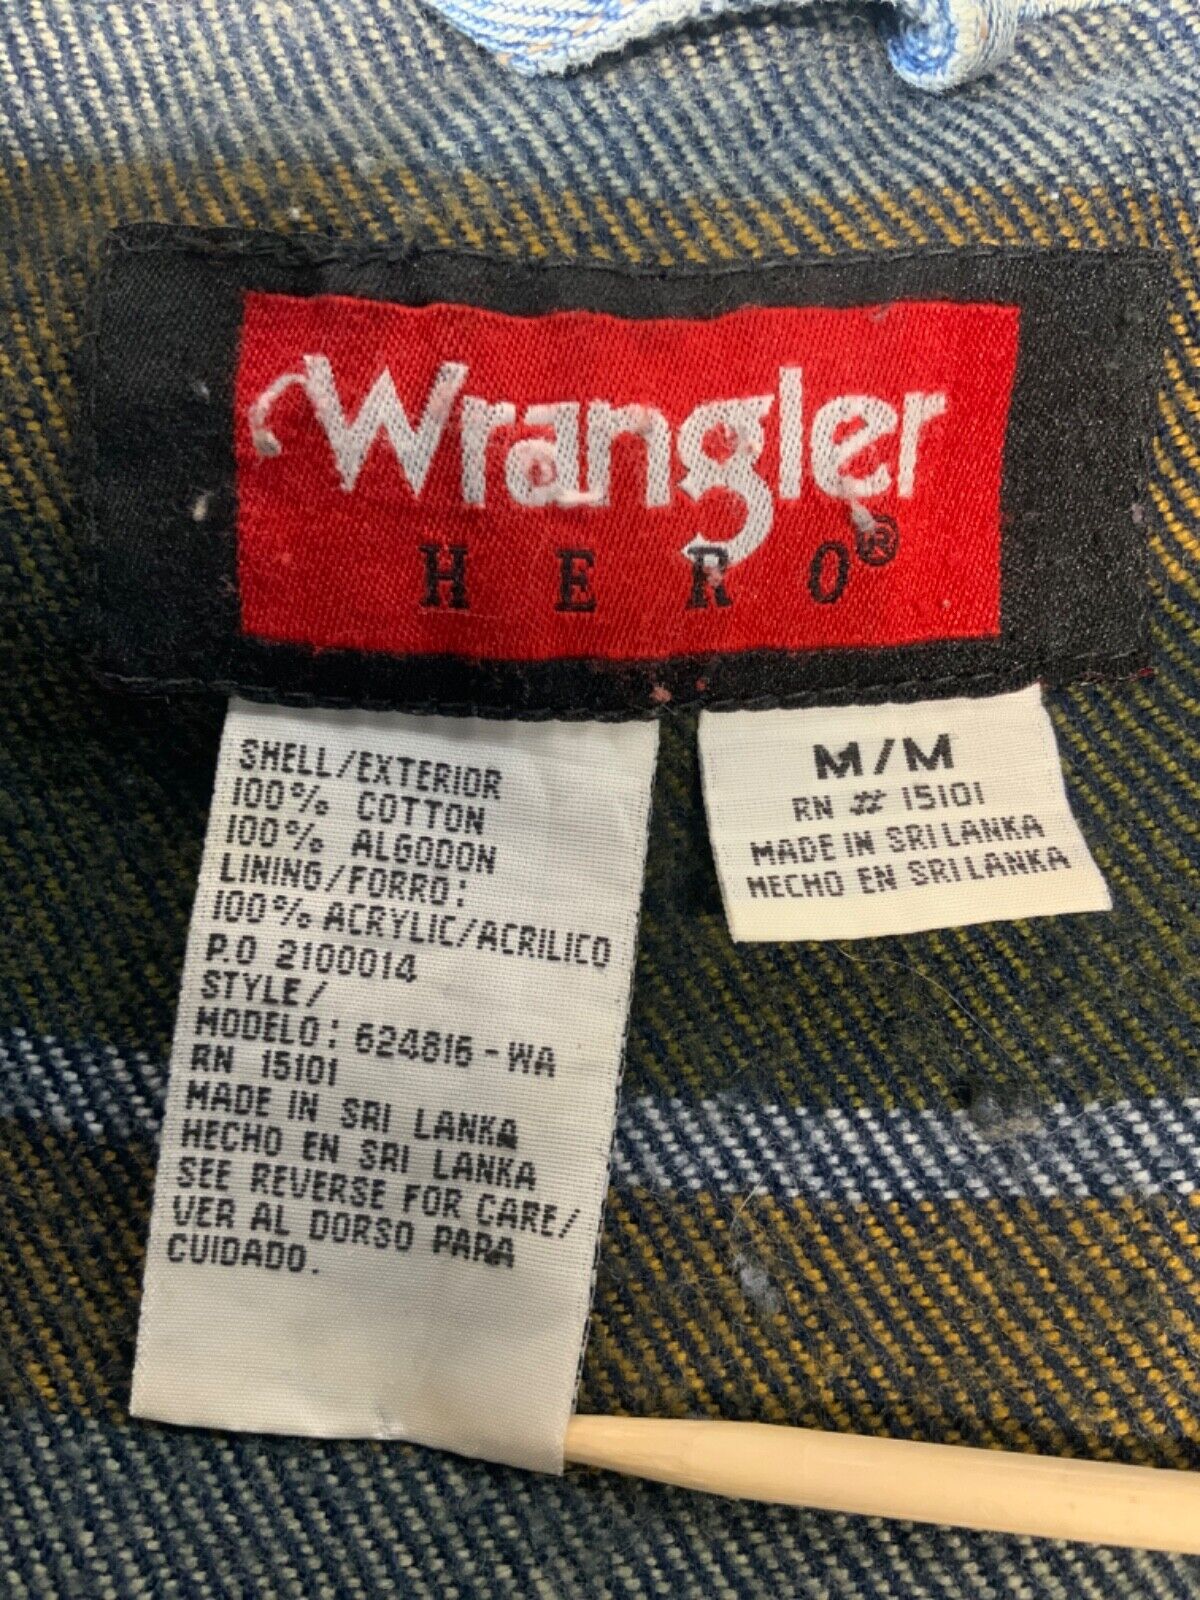 Wrangler
HERO®
SHELL/EXTERIOR
100% COTTON
100% ALGODON
LINING/FORRO:
100% ACRYLIC/ACRILICO
P.O 2100014
STYLE/
MODELO: 624816-WA
RN 15101
MADE IN SRI LANKA
HECHO EN SRI LANKA
SEE REVERSE FOR CARE/
VER AL DORSO PARA
CUIDADO.
M/M
RN # 15101
MADE IN SRI LANKA
HECHO EN SRI LANKA